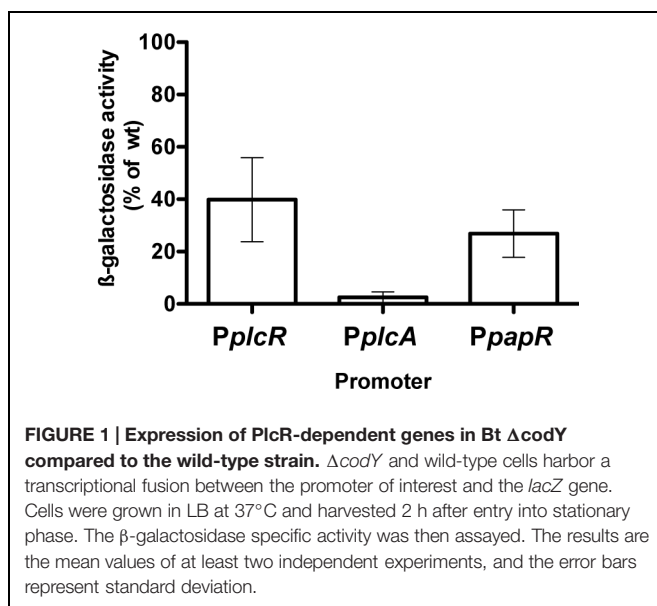 100
80
60
40
20
0
ß-galactosidase activity
(% of wt)
PplcR
PplcA
PpapR
Promoter
FIGURE 1 | Expression of PlcR-dependent genes in Bt ΔcodY
compared to the wild-type strain. ΔcodY and wild-type cells harbor a
transcriptional fusion between the promoter of interest and the lacZ gene.
Cells were grown in LB at 37°C and harvested 2 h after entry into stationary
phase. The β-galactosidase specific activity was then assayed. The results are
the mean values of at least two independent experiments, and the error bars
represent standard deviation.